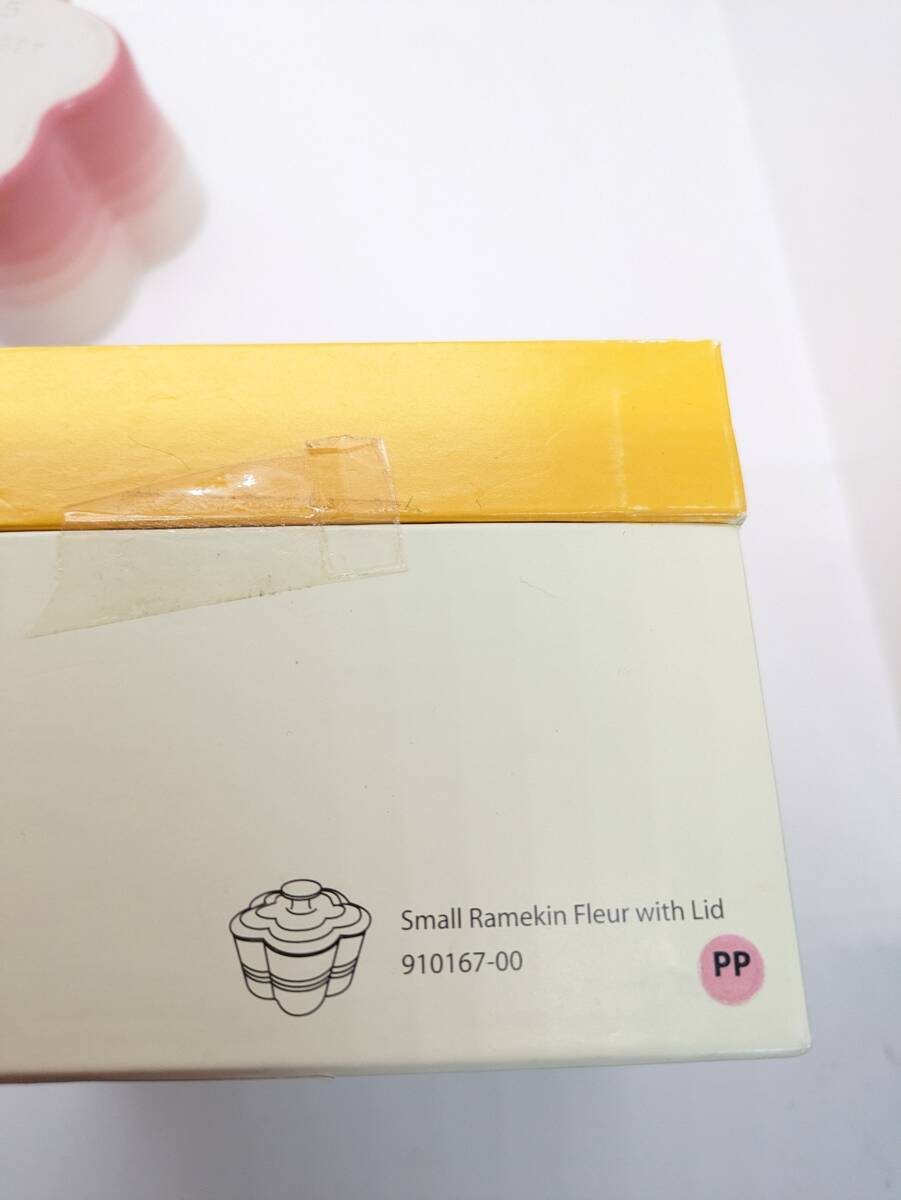 Small Ramekin Fleur with Lid
910167-00
PP